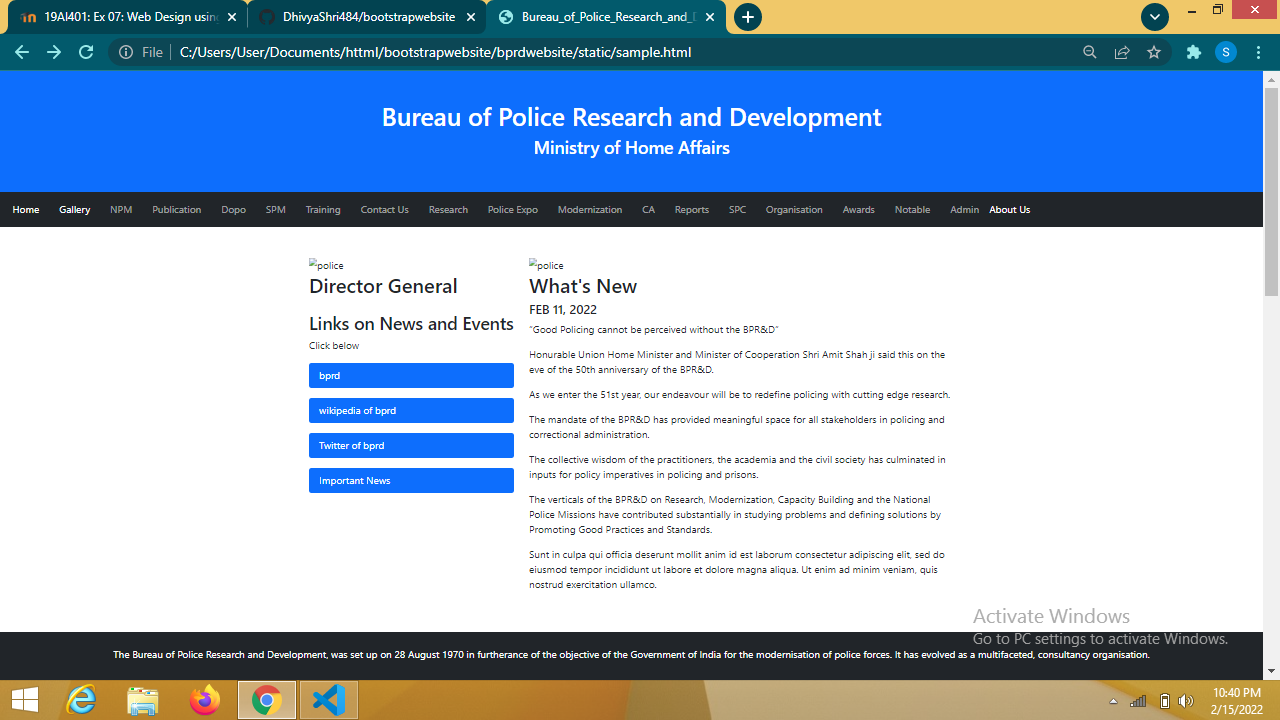 19AI401: Ex 07: Web Design using
DhivyaShri484/bootstrapwebsite
Bureau_of_Police_Research_and_D
File
C:/Users/User/Documents/httml/bootstrapwebsite/bprdwebsite/static/sample.html
S
Bureau of Police Research and Development
Ministry of Home Affairs
Home Gallery NPM Publication Dopo SPM Training Contact Us Research Police Expo Modernization CA Reports SPC Organisation Awards Notable Admin About Us
police
Director General
Links on News and Events
Click below
bprd
wikipedia of bprd
Twitter of bprd
Important News
police
What's New
FEB 11, 2022
"Good Policing cannot be perceived without the BPR&D"
Honurable Union Home Minister and Minister of Cooperation Shri Amit Shah ji said this on the
eve of the 50th anniversary of the BPR&D.
As we enter the 51st year, our endeavour will be to redefine policing with cutting edge research.
The mandate of the BPR&D has provided meaningful space for all stakeholders in policing and
correctional administration.
The collective wisdom of the practitioners, the academia and the civil society has culminated in
inputs for policy imperatives in policing and prisons.
The verticals of the BPR&D on Research, Modernization, Capacity Building and the National
Police Missions have contributed substantially in studying problems and defining solutions by
Promoting Good Practices and Standards.
Sunt in culpa qui officia deserunt mollit anim id est laborum consectetur adipiscing elit, sed do
eiusmod tempor incididunt ut labore et dolore magna aliqua. Ut enim ad minim veniam, quis
nostrud exercitation ullamco.
Activate Windows
Go to PC settings to activate Windows.
The Bureau of Police Research and Development, was set up on 28 August 1970 in furtherance of the objective of the Government of India for the modernisation of police forces. It has evolved as a multifaceted, consultancy organisation.
10:40 PM
2/15/2022